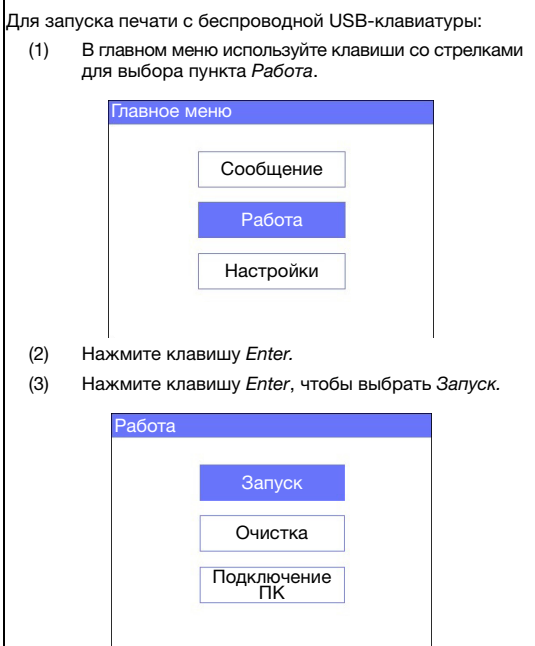 Для запуска печати с беспроводной USB-клавиатуры:
(1) В главном меню используйте клавиши со стрелками
для выбора пункта Работа.
Главное меню
Сообщение
Работа
Настройки
(2) Нажмите клавишу Enter.
(3) Нажмите клавишу Enter, чтобы выбрать Запуск.
Работа
Запуск
Очистка
Подключение
ПК